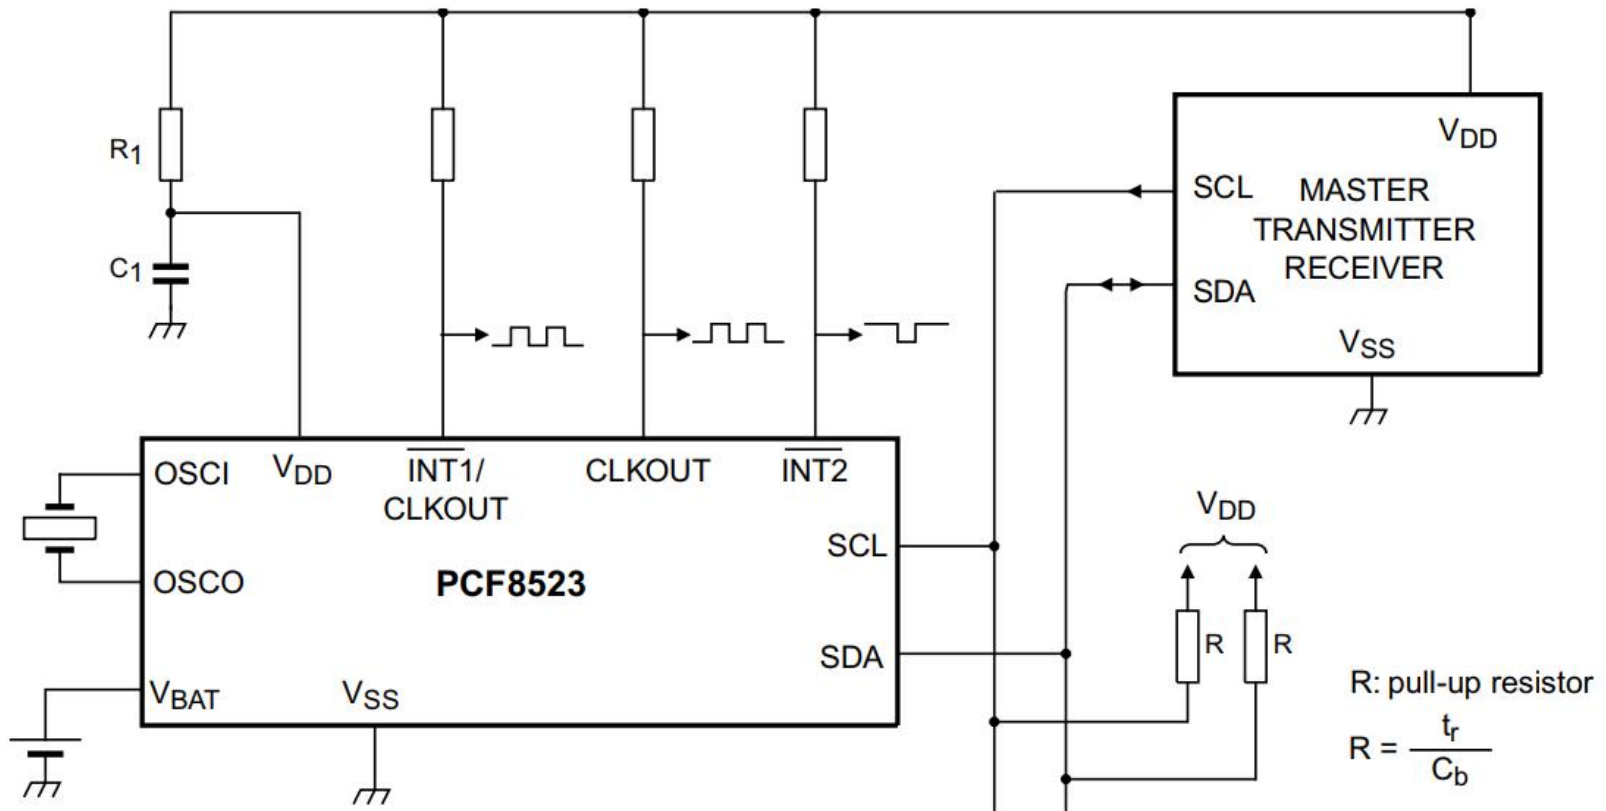 R1
C1
VDD
SCL
MASTER
TRANSMITTER
RECEIVER
SDA
VSS
OSCI
VDD
INT1/
CLKOUT
CLKOUT
INT2
SCL
OSCO
PCF8523
SDA
VBAT
VSS
VDD
R
R
R: pull-up resistor
R = tr
Cb